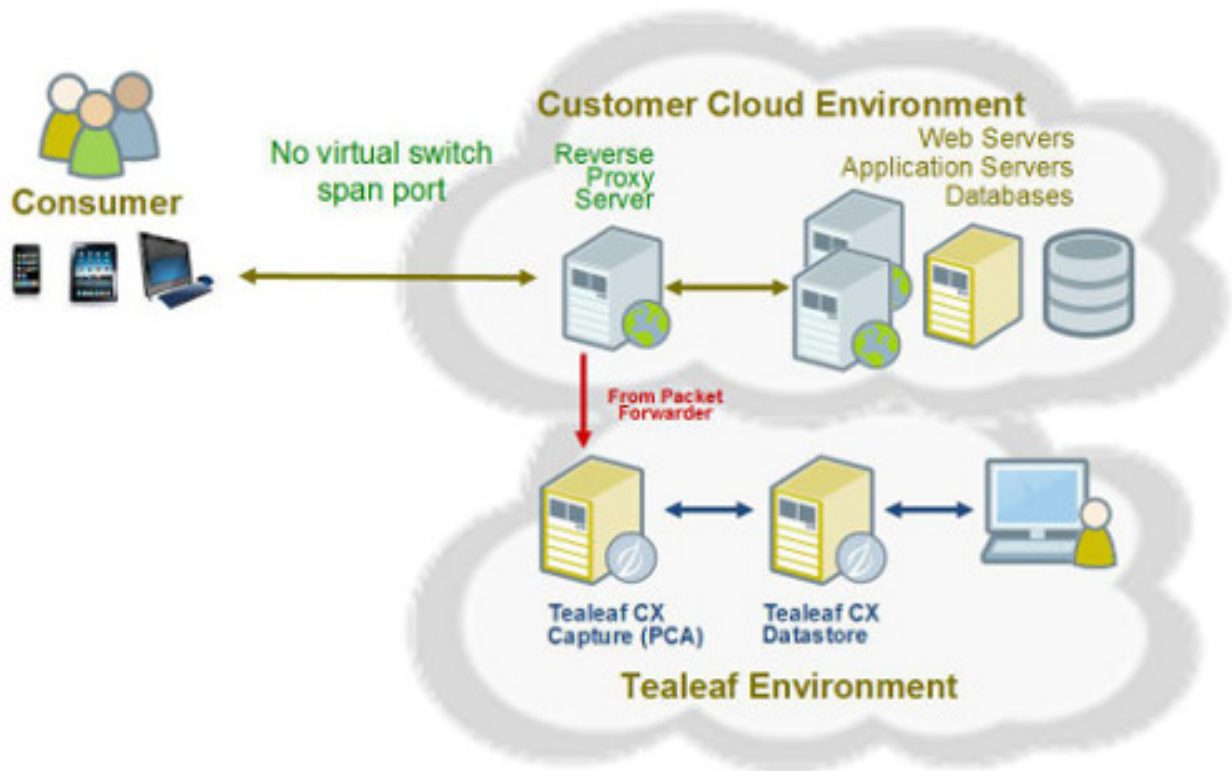 Customer Cloud Environment
Consumer
No virtual switch
span port
Reverse
Proxy
Server
Web Servers
Application Servers
Databases
From Packet
Forwarder
Tealeaf CX
Capture (PCA)
Tealeaf CX
Datastore
Tealeaf Environment